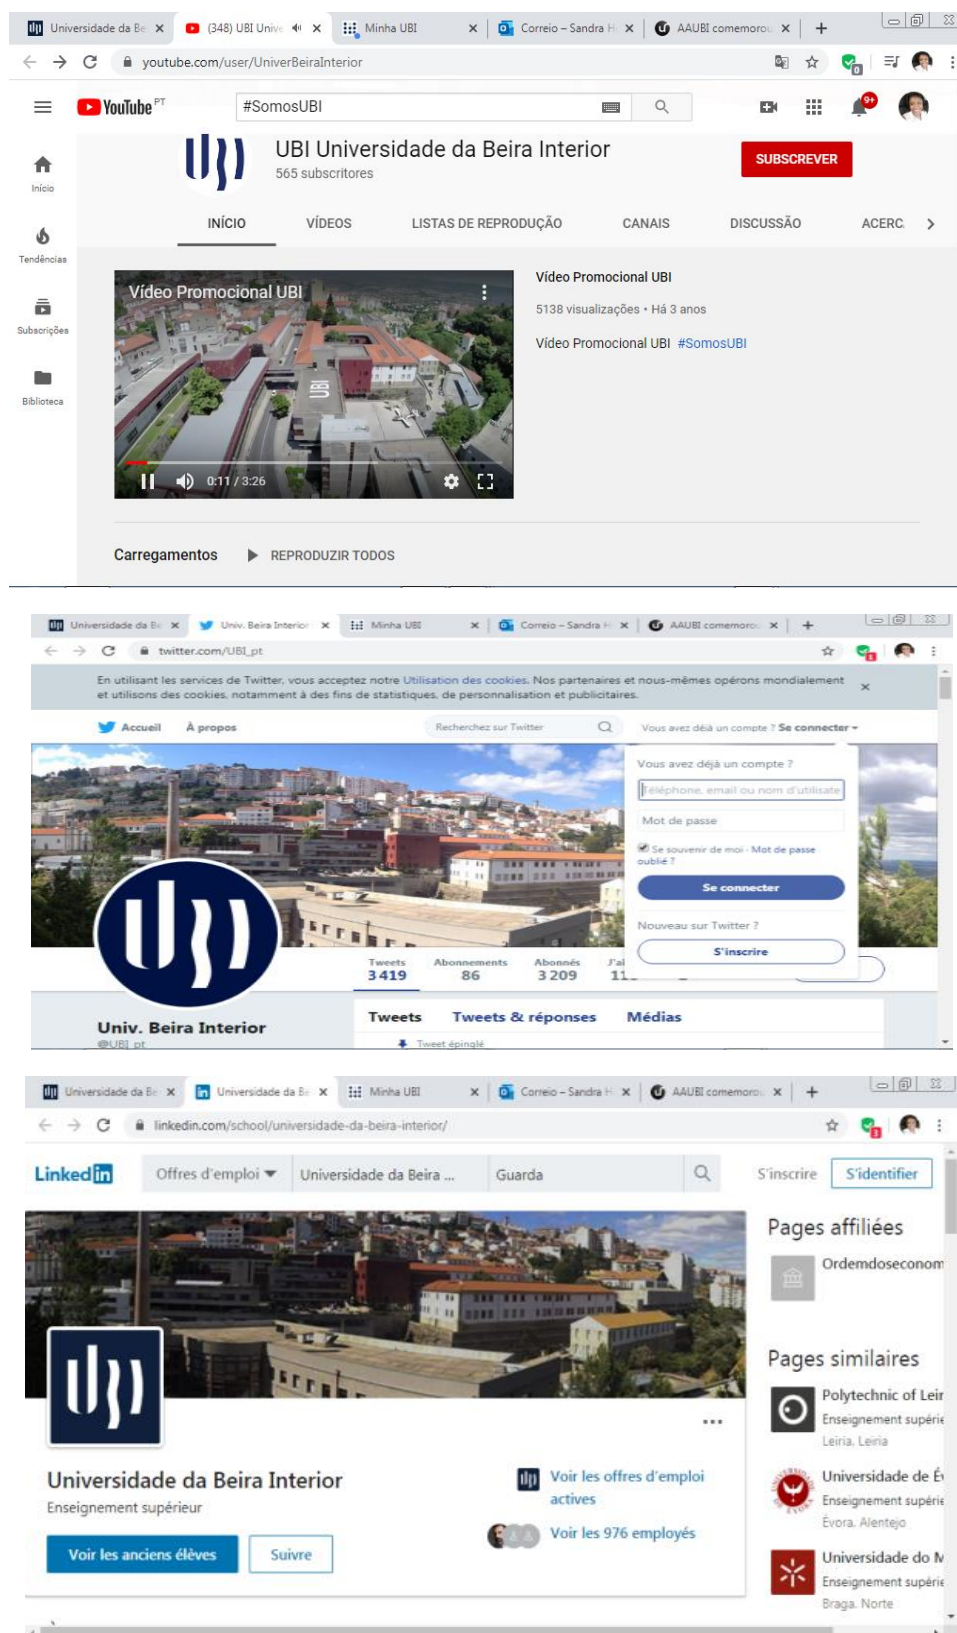 Universidade da Be
(348) UBI Unive
Minha UBI
Correio – Sandra H
AAUBI comemorou
youtube.com/user/UniverBeiraInterior
0
YouTube PT
#SomosUBI
9+
Início
Tendências
Subscrições
Biblioteca
UBI Universidade da Beira Interior
565 subscritores
SUBSCREVER
INÍCIO VÍDEOS LISTAS DE REPRODUÇÃO CANAIS DISCUSSÃO ACERC
Vídeo Promocional UBI
UBI
0:11 / 3:26
Vídeo Promocional UBI
5138 visualizações • Há 3 anos
Vídeo Promocional UBI #SomosUBI
Carregamentos REPRODUZIR TODOS
Universidade da Be
Univ. Beira Interior
Minha UBI
Correio – Sandra H
AAUBI comemorou
twitter.com/UBI_pt
En utilisant les services de Twitter, vous acceptez notre Utilisation des cookies. Nos partenaires et nous-mêmes opérons mondialement
et utilisons des cookies, notamment à des fins de statistiques, de personnalisation et publicitaires.
Accueil À propos
Recherchez sur Twitter
Vous avez déjà un compte ? Se connecter
Vous avez déjà un compte ?
Téléphone, email ou nom d'utilisate
Mot de passe
Se souvenir de moi · Mot de passe
oublié ?
Se connecter
Nouveau sur Twitter ?
S'inscrire
Tweets Abonnements Abonnés J'ai
3 419 86 3 209
Univ. Beira Interior
@UBI_pt
Tweets Tweets & réponses Médias
Tweet épinglé
Universidade da Be
Universidade da Be
Minha UBI
Correio – Sandra H
AAUBI comemorou
linkedin.com/school/universidade-da-beira-interior/
3
Linkedin
Offres d'emploi
Universidade da Beira ...
Guarda
S'inscrire
S'identifier
Universidade da Beira Interior
Enseignement supérieur
Voir les anciens élèves
Suivre
Voir les offres d'emploi
actives
Voir les 976 employés
Pages affiliées
Ordemdoseconom
Pages similaires
Polytechnic of Leir
Enseignement supérie
Leiria, Leiria
Universidade de Év
Enseignement supérie
Évora, Alentejo
Universidade do M
Enseignement supérie
Braga, Norte